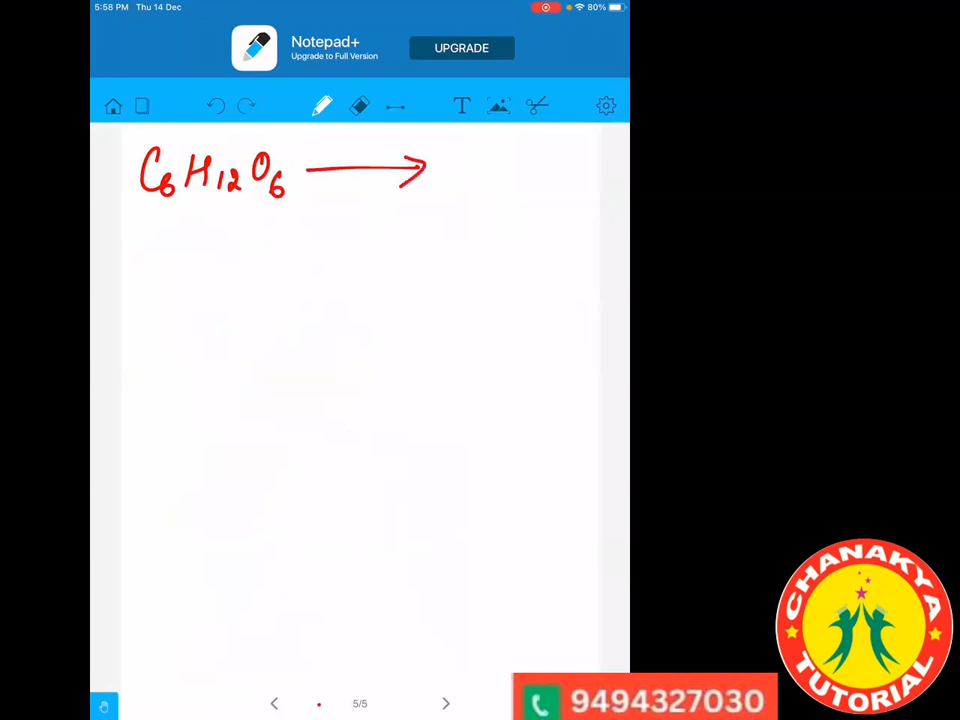 5:58 PM Thu 14 Dec 80%
Notepad+
Upgrade to Full Version
UPGRADE
T
C₆H₁₂O₆ ⟶
5/5
9494327030
CHANAKYA
TUTORIAL